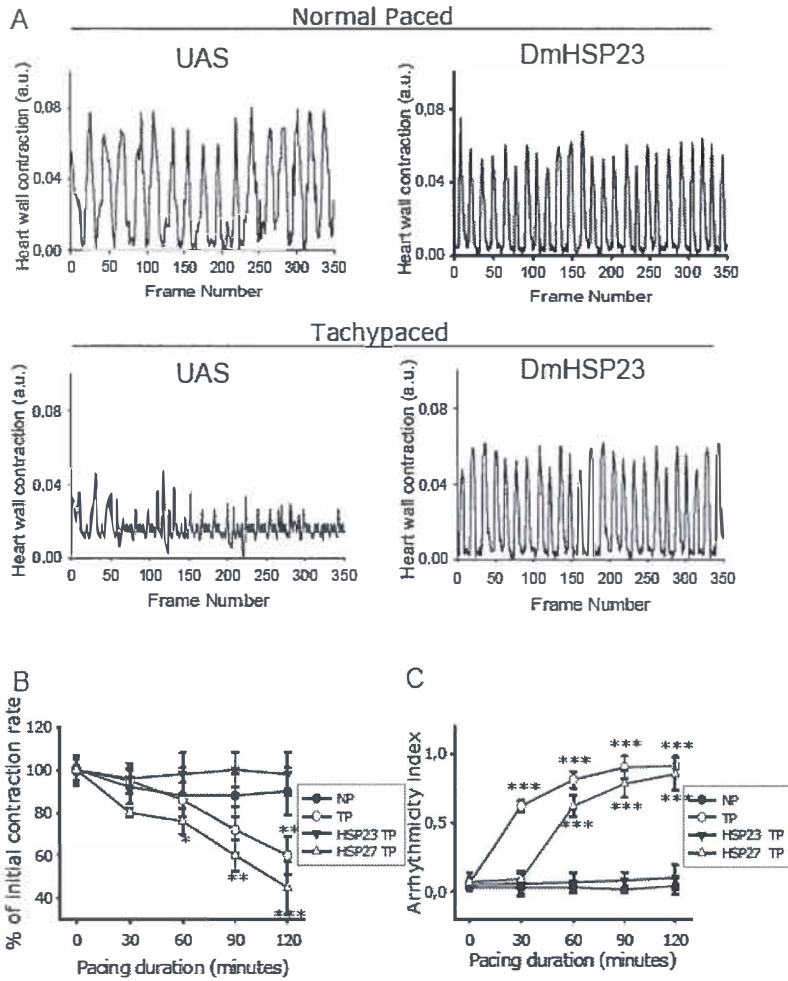 A
Normal Paced
UAS
DmHSP23
Heart wall contraction (a.u.)
0,08
0.04
0.00
0 50 100 150 200 250 300 350
Frame Number
Heart wall contraction (a.u.)
0.08
0.04
0.00
0 50 100 150 200 250 300 350
Frame Number
Tachypaced
UAS
DmHSP23
Heart wall contraction (a.u.)
0.08
0.04
0.00
0 50 100 150 200 250 300 350
Frame Number
Heart wall contraction (a.u.)
0.08
0.04
0.00
0 50 100 150 200 250 300 350
Frame Number
B
% of initial contraction rate
120
100
80
60
40
0 30 60 90 120
Pacing duration (minutes)
*
**
**
***
NP
TP
HSP23 TP
HSP27 TP
C
Arrhythmicity index
1,0
0,5
0,0
0 30 60 90 120
Pacing duration (minutes)
***
***
***
***
***
***
***
NP
TP
HSP23 TP
HSP27 TP